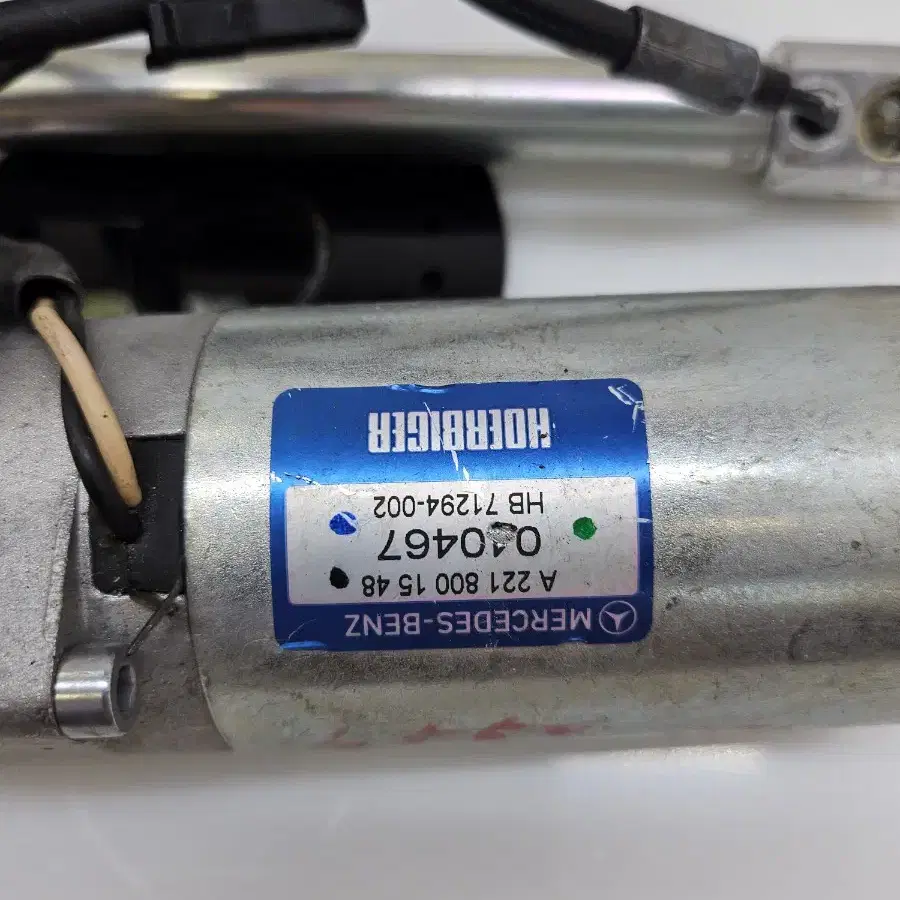 MERCEDES-BENZ
A 221 800 15 48
040467
HB 71294-002
HOERBIGER